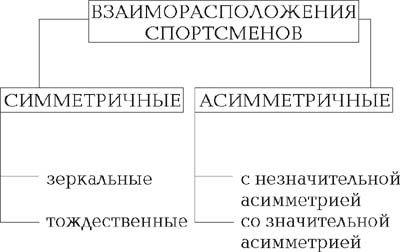 ВЗАИМОРАСПОЛОЖЕНИЯ
СПОРТСМЕНОВ
СИММЕТРИЧНЫЕ
АСИММЕТРИЧНЫЕ
зеркальные
с незначительной
асимметрией
тождественные
со значительной
асимметрией